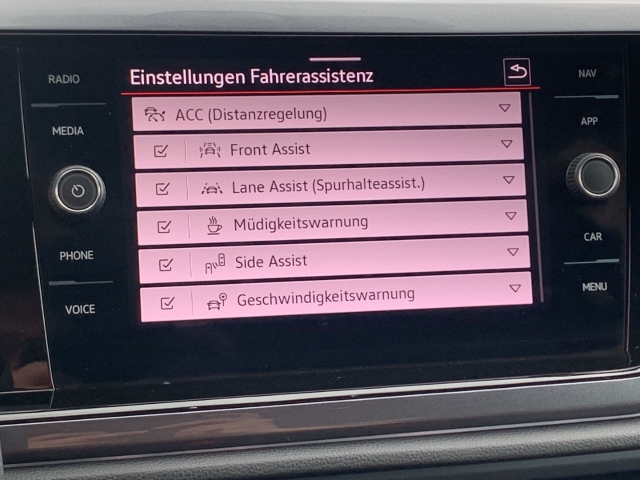 Einstellungen Fahrerassistenz
ACC (Distanzregelung)
Front Assist
Lane Assist (Spurhalteassist.)
Müdigkeitswarnung
Side Assist
Geschwindigkeitswarnung
RADIO
MEDIA
PHONE
VOICE
NAV
APP
CAR
MENU